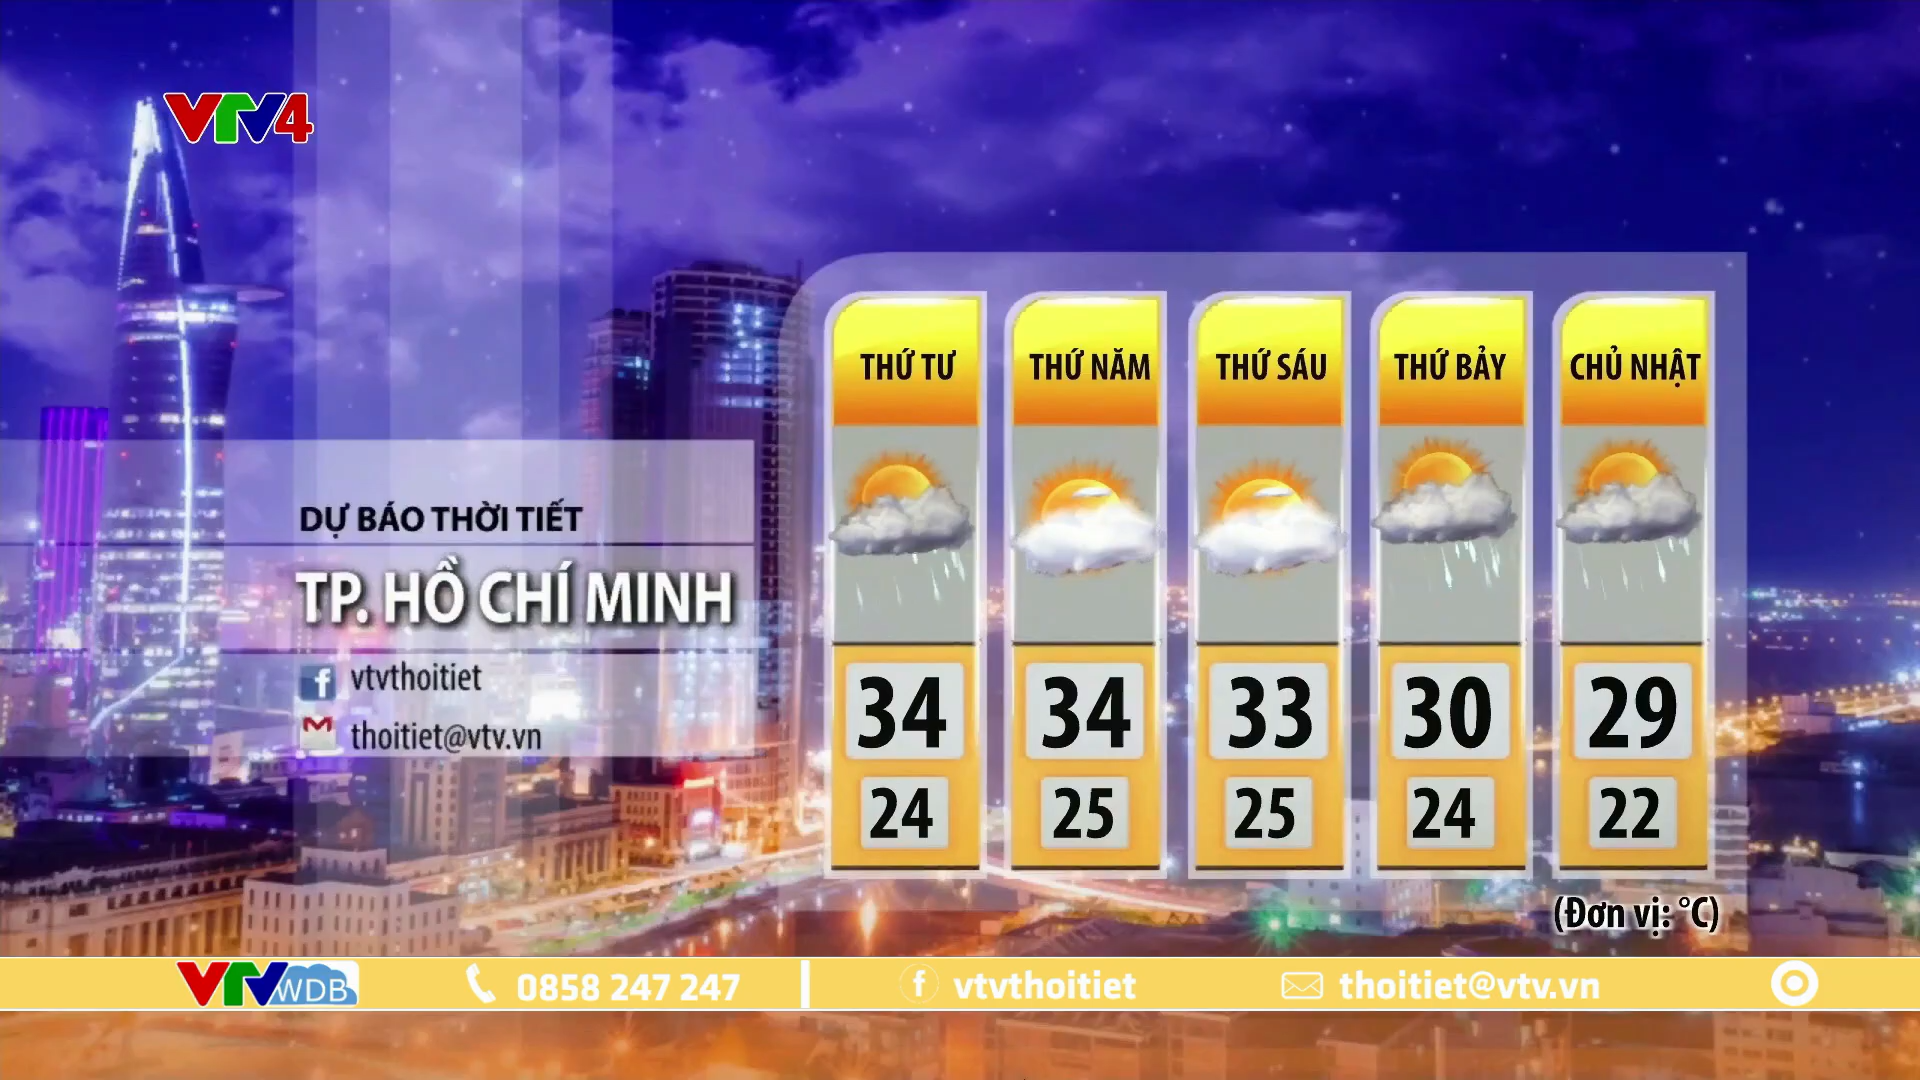 VTV4
DỰ BÁO THỜI TIẾT
TP. HỒ CHÍ MINH
vtvthoitiet
thoitiet@vtv.vn
THỨ TƯ THỨ NĂM THỨ SÁU THỨ BẢY CHỦ NHẬT
34 34 33 30 29
24 25 25 24 22
(Đơn vị: °C)
VTV WDB 0858 247 247 vtvthoitiet thoitiet@vtv.vn